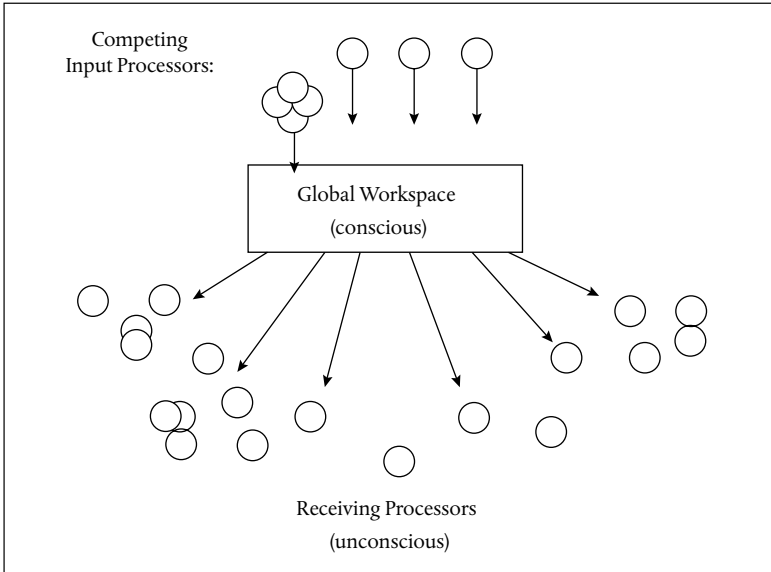 Competing
Input Processors:
Global Workspace
(conscious)
Receiving Processors
(unconscious)